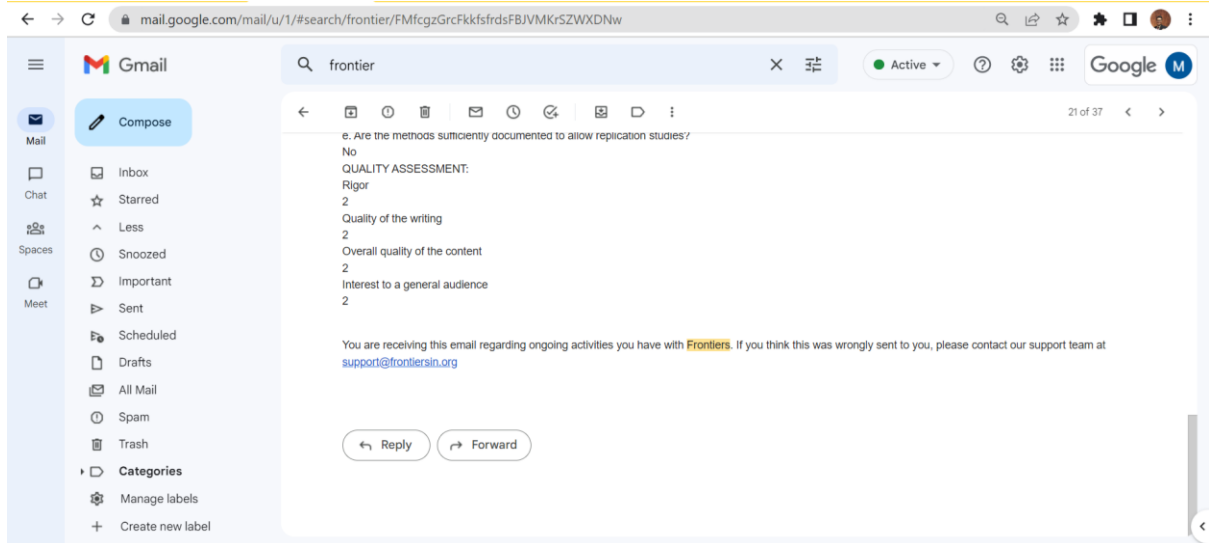 mail.google.com/mail/u/1/#search/frontier/FMfcgzGrcFkkfsfrdsFBJVMKrSZWXDNw
Gmail
frontier
Active
Google M
Compose
21 of 37
Mail
Chat
Spaces
Meet
Inbox
Starred
Less
Snoozed
Important
Sent
Scheduled
Drafts
All Mail
Spam
Trash
Categories
Manage labels
Create new label
e. Are the methods sufficiently documented to allow replication studies?
No
QUALITY ASSESSMENT:
Rigor
2
Quality of the writing
2
Overall quality of the content
2
Interest to a general audience
2
You are receiving this email regarding ongoing activities you have with Frontiers. If you think this was wrongly sent to you, please contact our support team at
support@frontiersin.org
Reply
Forward